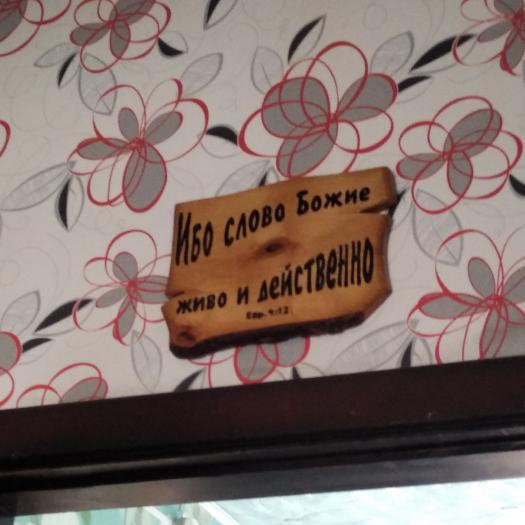 Ибо слово Божие
живо и действенно
Евр. 4:12